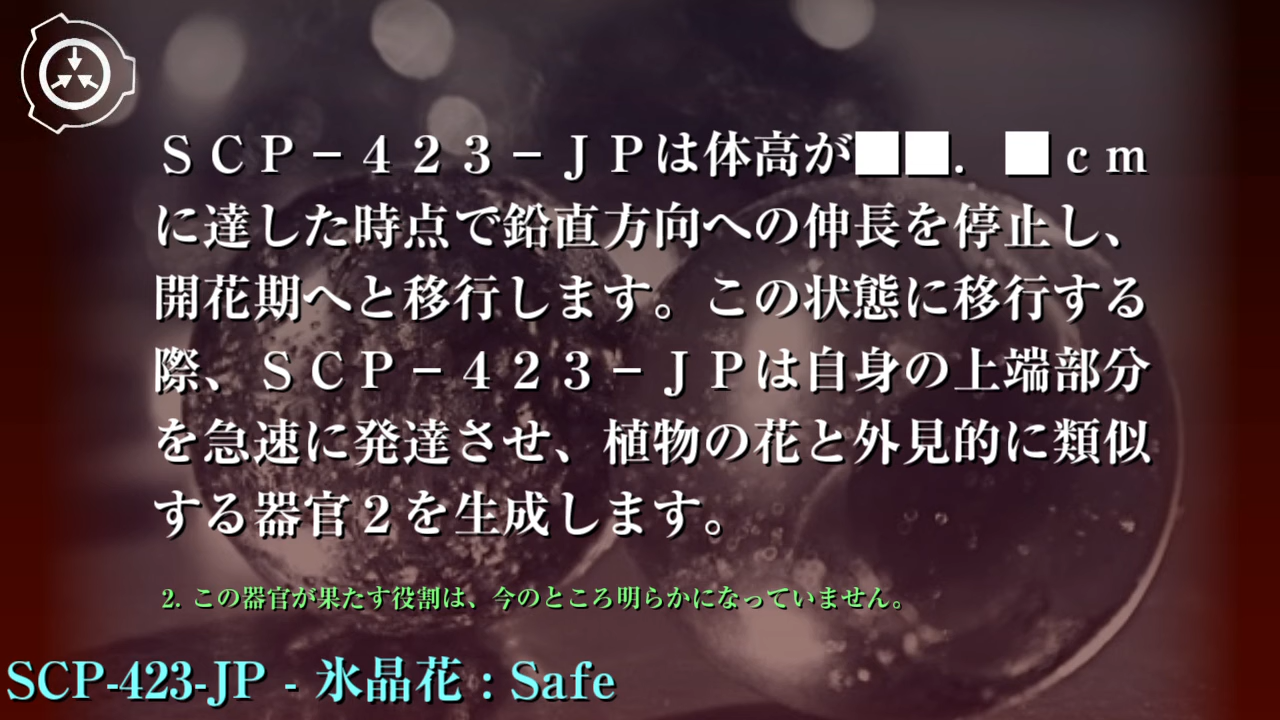 ＳＣＰ－４２３－ＪＰは体高が■■．■ｃｍ
に達した時点で鉛直方向への伸長を停止し、
開花期へと移行します。この状態に移行する
際、ＳＣＰ－４２３－ＪＰは自身の上端部分
を急速に発達させ、植物の花と外見的に類似
する器官２を生成します。
2. この器官が果たす役割は、今のところ明らかになっていません。
SCP-423-JP - 氷晶花 : Safe